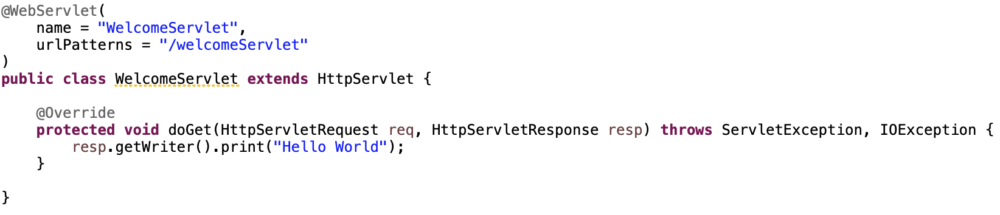 @WebServlet(
    name = "WelcomeServlet",
    urlPatterns = "/welcomeServlet"
)
public class WelcomeServlet extends HttpServlet {
    @Override
    protected void doGet(HttpServletRequest req, HttpServletResponse resp) throws ServletException, IOException {
        resp.getWriter().print("Hello World");
    }
}